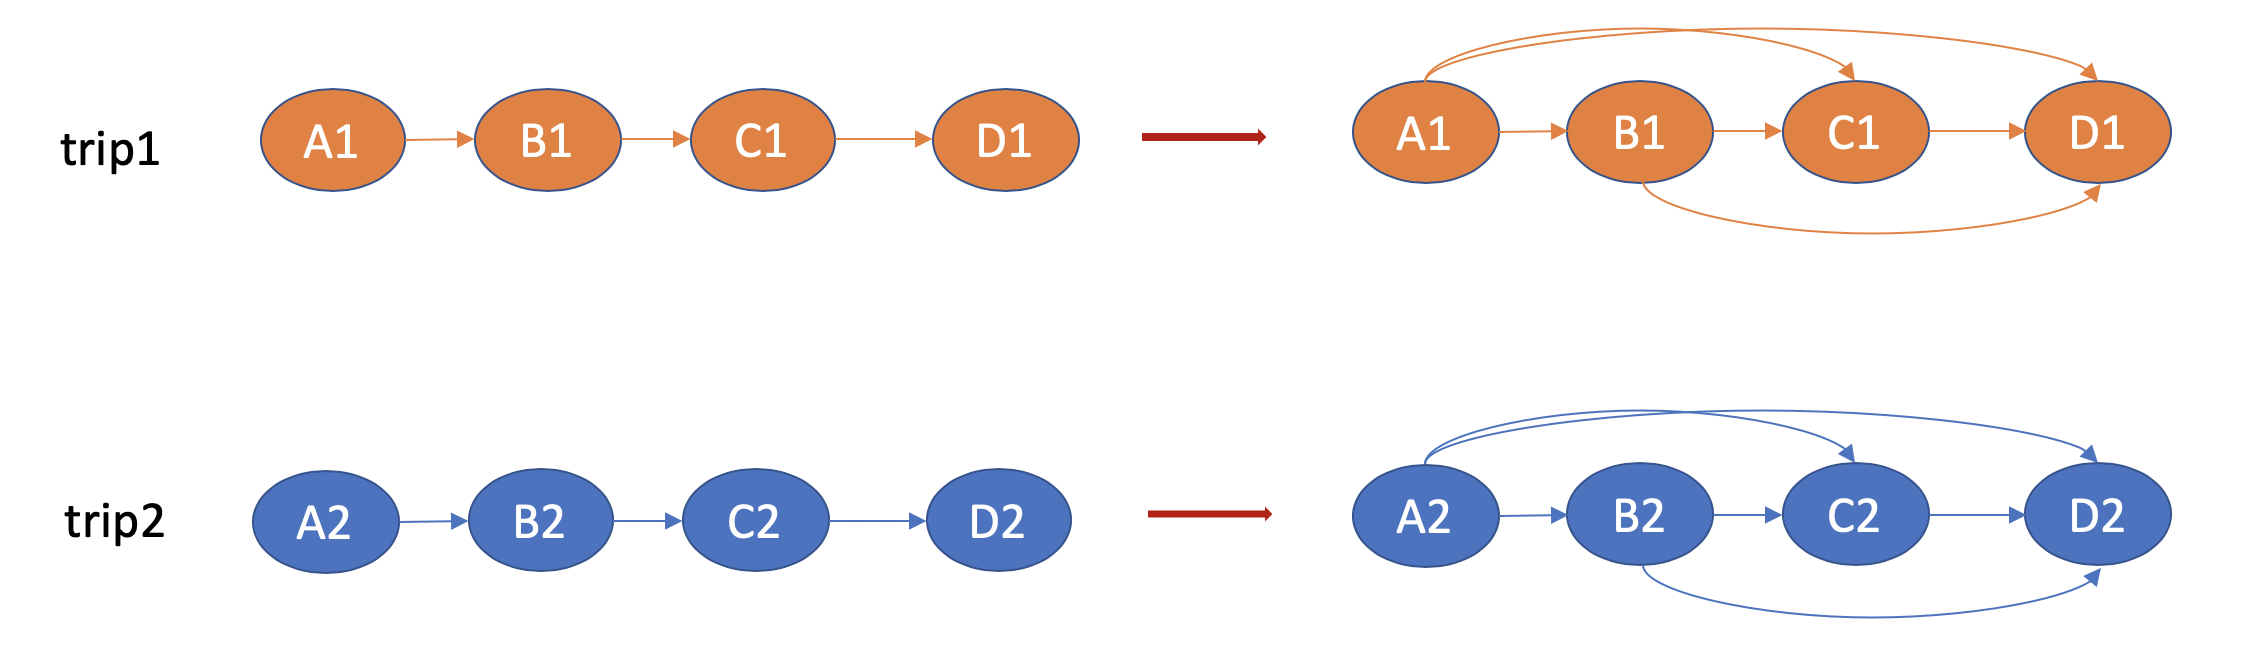 trip1 A1 B1 C1 D1 A1 B1 C1 D1
trip2 A2 B2 C2 D2 A2 B2 C2 D2